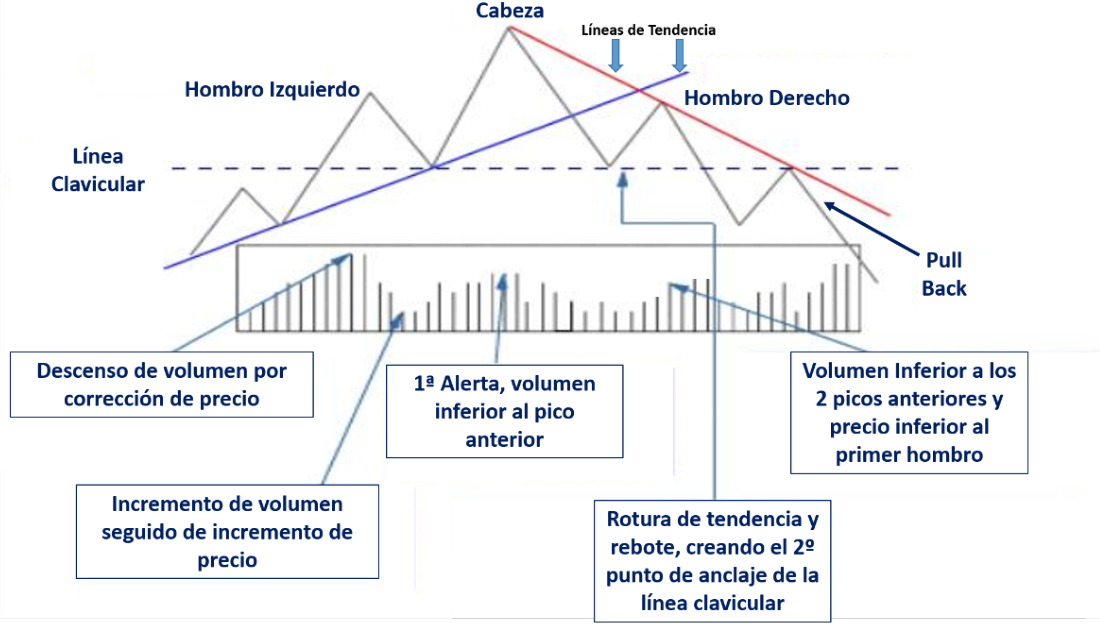 Cabeza
Líneas de Tendencia
Hombro Izquierdo
Hombro Derecho
Línea
Clavicular
Pull
Back
Descenso de volumen por
corrección de precio
1ª Alerta, volumen
inferior al pico
anterior
Volumen Inferior a los
2 picos anteriores y
precio inferior al
primer hombro
Incremento de volumen
seguido de incremento de
precio
Rotura de tendencia y
rebote, creando el 2º
punto de anclaje de la
línea clavicular